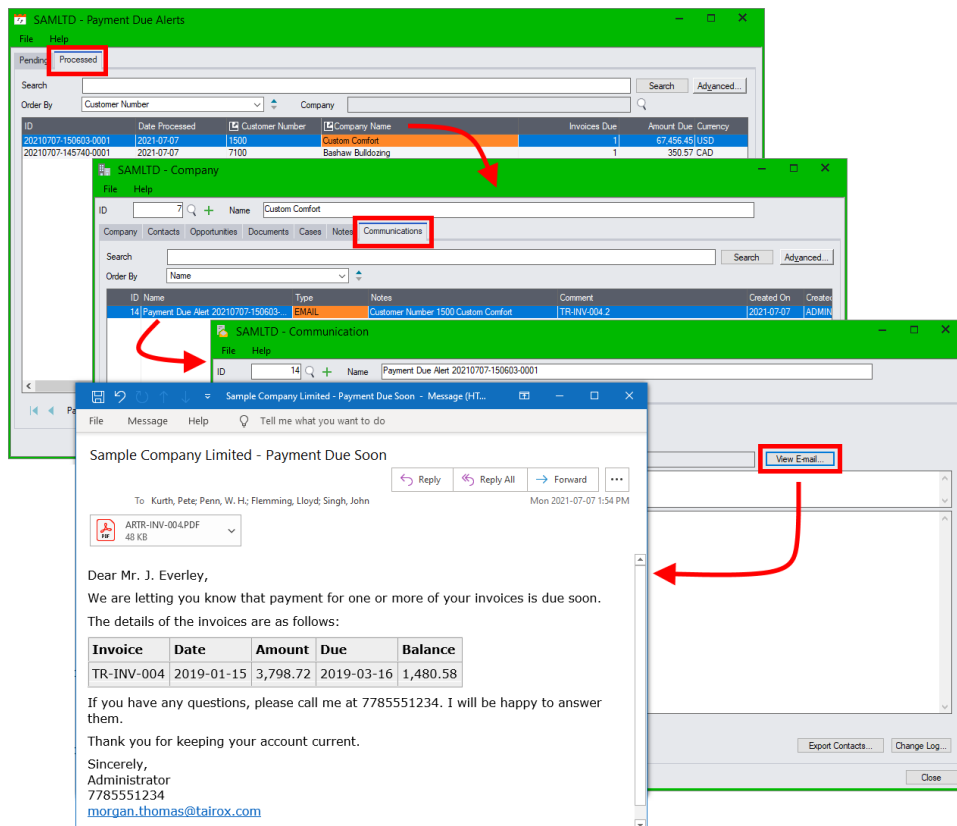 SAMLTD - Payment Due Alerts
File Help
Pending Processed
Search Search Advanced...
Order By Customer Number Company
ID Date Processed Customer Number Company Name Invoices Due Amount Due Currency
20210707-150603-0001 2021-07-07 1500 Custom Comfort 1 67,456.45 USD
20210707-145740-0001 2021-07-07 7100 Bashaw Bulldozing 1 350.57 CAD
SAMLTD - Company
File Help
ID 7 Name Custom Comfort
Company Contacts Opportunities Documents Cases Notes Communications
Search Search Advanced...
Order By Name
ID Name Type Notes Comment Created On Created
14 Payment Due Alert 20210707-150603-... EMAIL Customer Number 1500 Custom Comfort TR-INV-004.2 2021-07-07 ADMIN
SAMLTD - Communication
File Help
ID 14 Name Payment Due Alert 20210707-150603-0001
Pa
View E-mail...
Sample Company Limited - Payment Due Soon - Message (HT...
File Message Help Tell me what you want to do
Sample Company Limited - Payment Due Soon
Reply Reply All Forward ...
To Kurth, Pete; Penn, W. H.; Flemming, Lloyd; Singh, John Mon 2021-07-07 1:54 PM
ARTR-INV-004.PDF
48 KB
Dear Mr. J. Everley,
We are letting you know that payment for one or more of your invoices is due soon.
The details of the invoices are as follows:
Invoice Date Amount Due Balance
TR-INV-004 2019-01-15 3,798.72 2019-03-16 1,480.58
If you have any questions, please call me at 7785551234. I will be happy to answer
them.
Thank you for keeping your account current.
Sincerely,
Administrator
7785551234
morgan.thomas@tairox.com
Export Contacts... Change Log...
Close